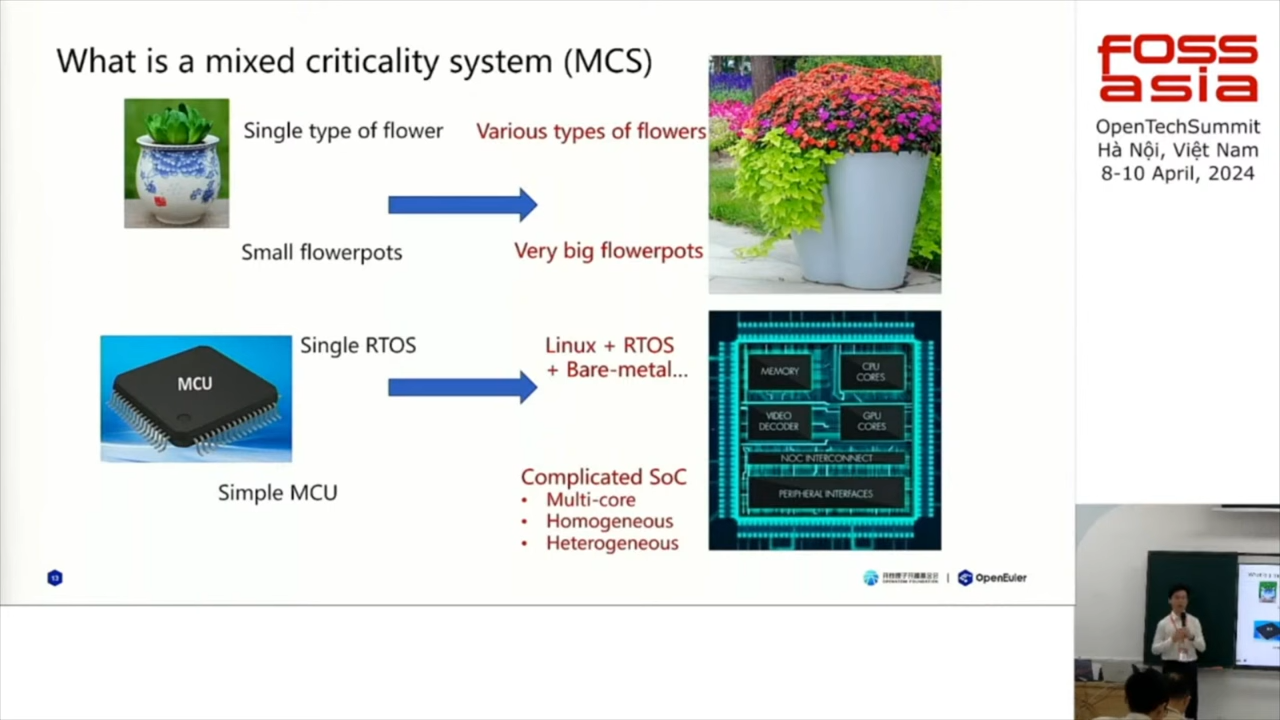 What is a mixed criticality system (MCS)
Single type of flower
Various types of flowers
Small flowerpots
Very big flowerpots
MCU
Single RTOS
Linux + RTOS
+ Bare-metal...
Simple MCU
Complicated SoC
• Multi-core
• Homogeneous
• Heterogeneous
MEMORY
CPU
CORES
VIDEO
DECODER
GPU
CORES
NOC INTERCONNECT
PERIPHERAL INTERFACES
13
OpenEuler
FOSS
asia
OpenTechSummit
Hà Nội, Việt Nam
8-10 April, 2024